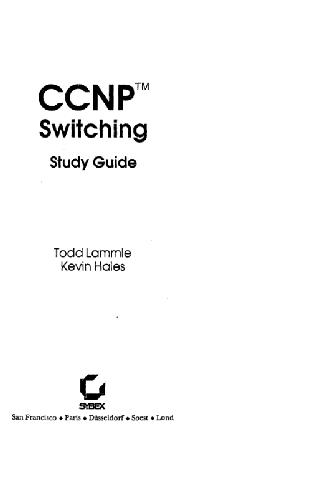 CCNP™
Switching
Study Guide
Todd Lammle
Kevin Hales
SYBEX
San Francisco ♦ Paris ♦ Düsseldorf ♦ Soest ♦ Lond